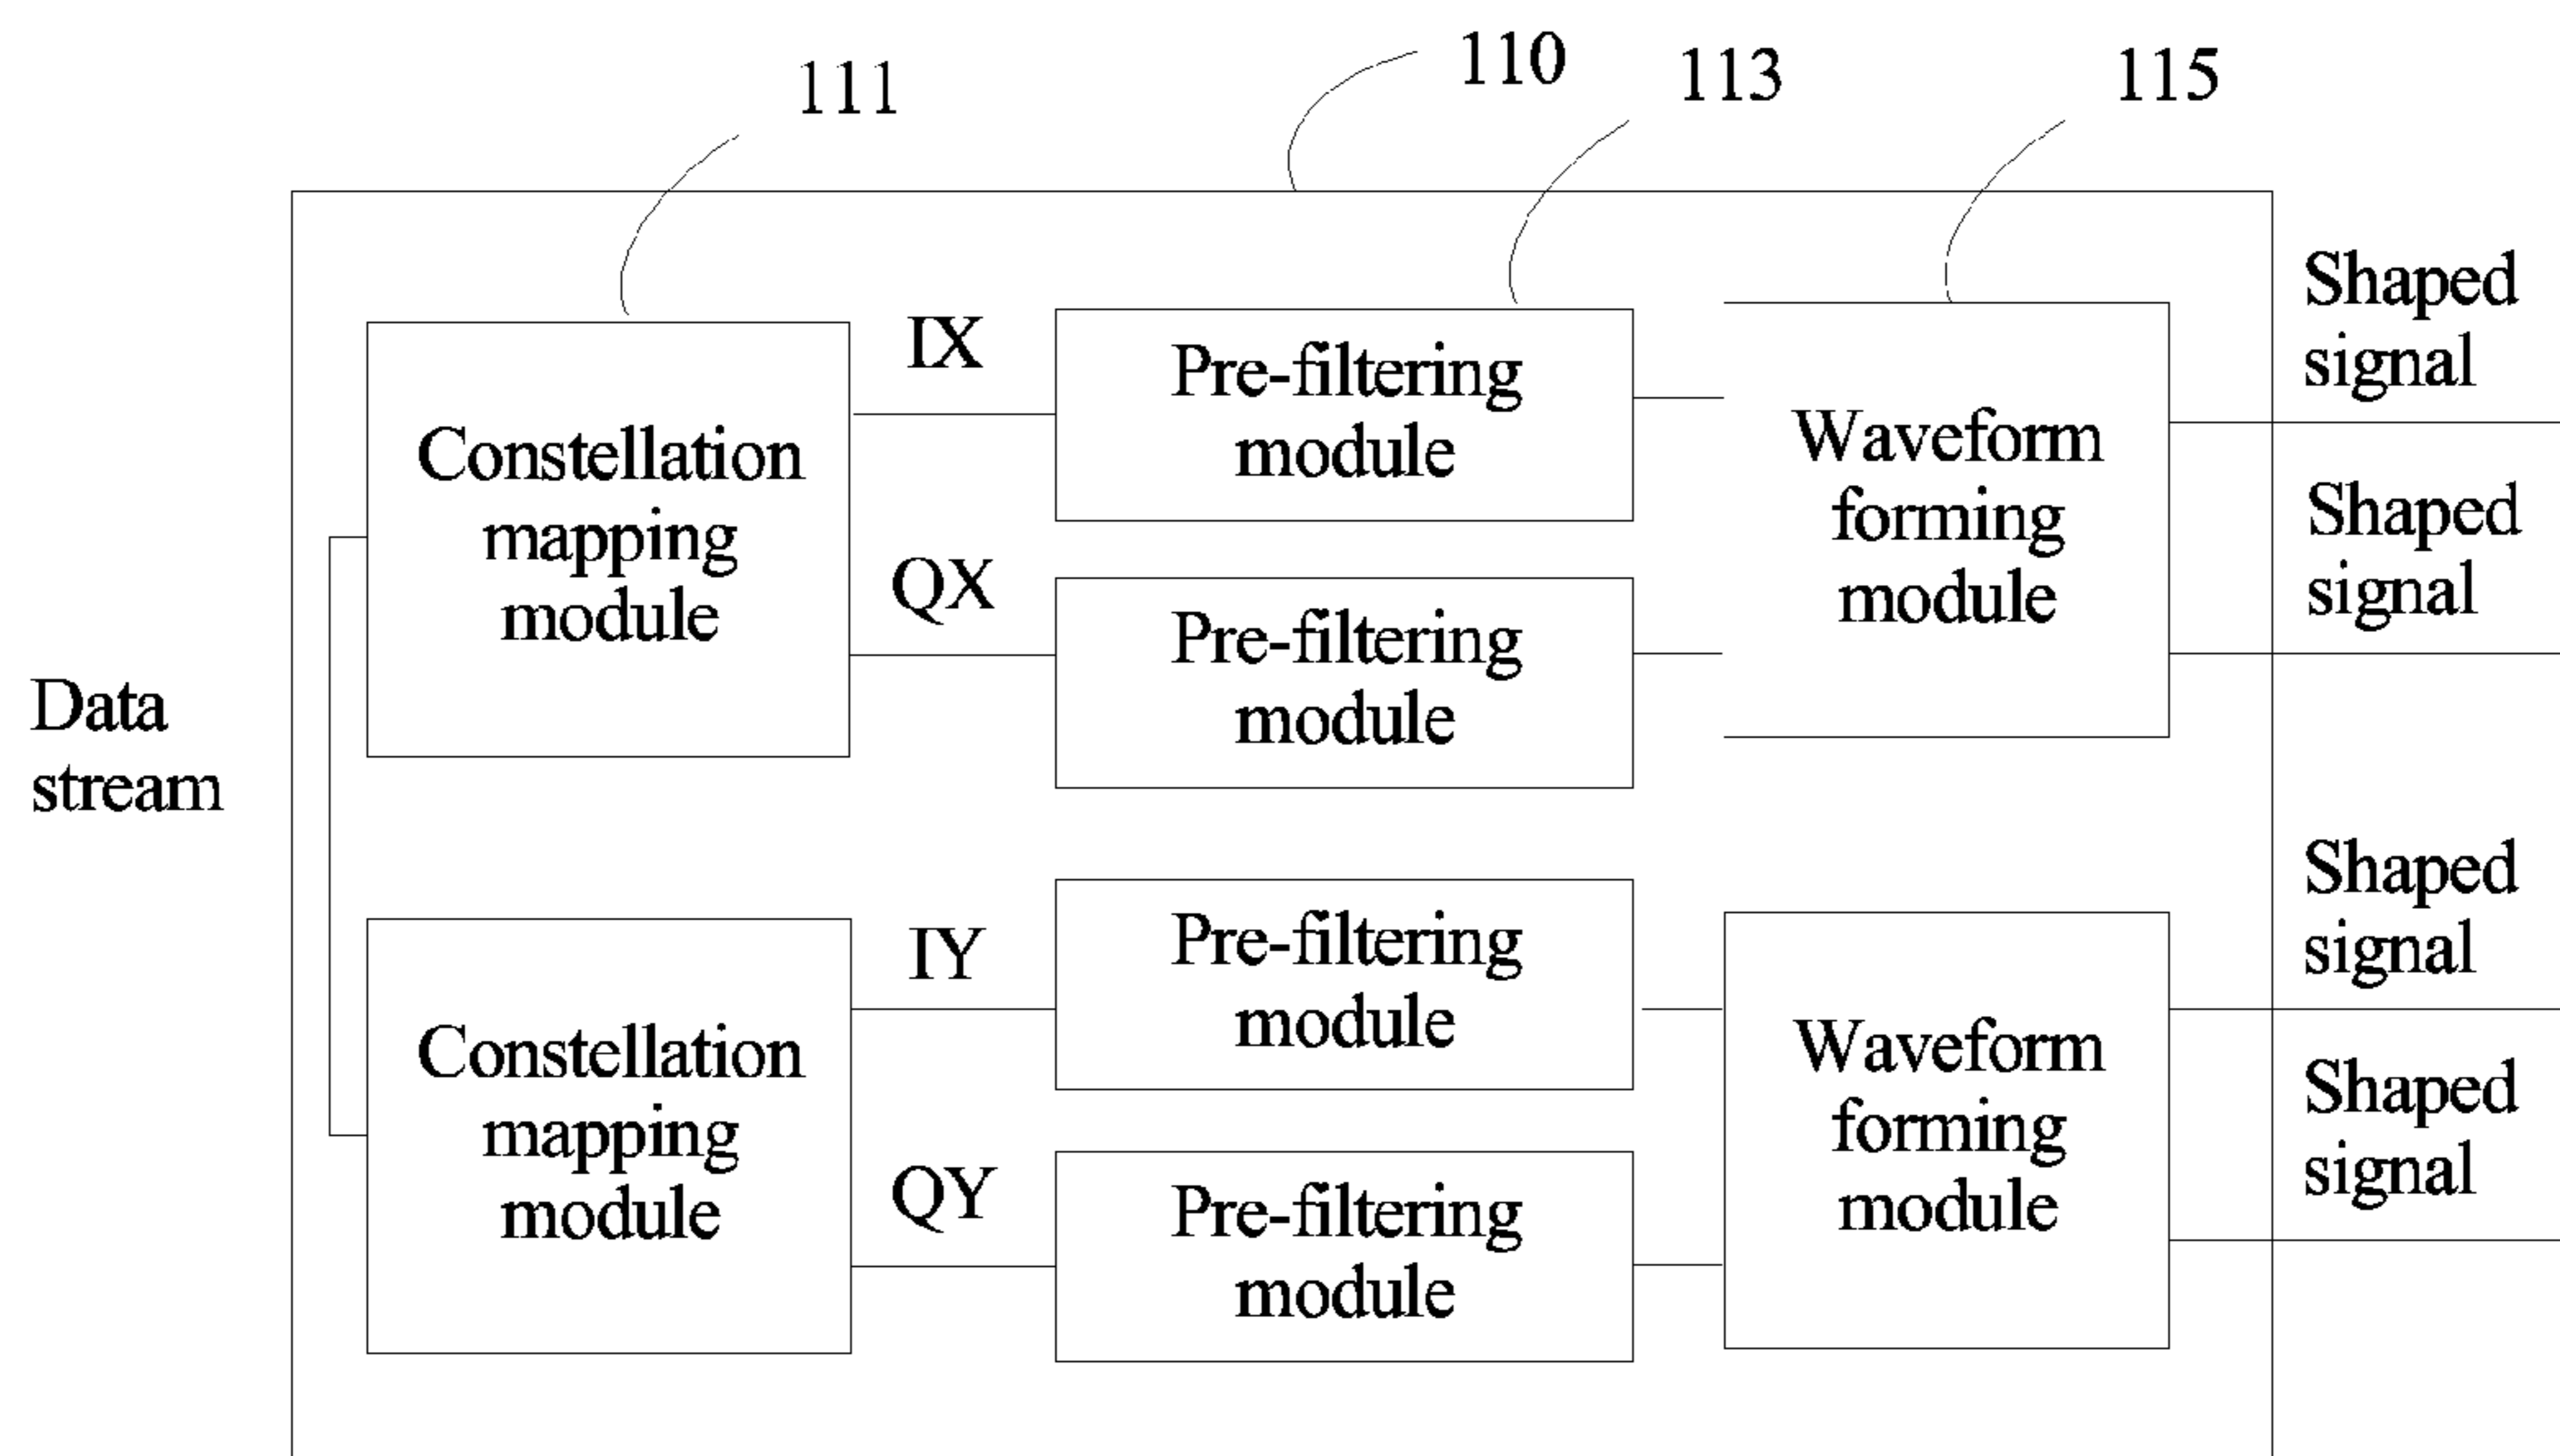 111
110
113
115
Data
stream
Constellation
mapping
module
IX
QX
Pre-filtering
module
Pre-filtering
module
Waveform
forming
module
Shaped
signal
Shaped
signal
Constellation
mapping
module
IY
QY
Pre-filtering
module
Pre-filtering
module
Waveform
forming
module
Shaped
signal
Shaped
signal